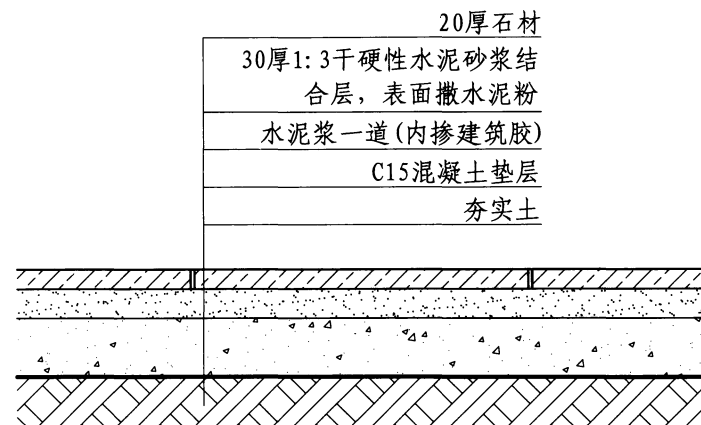 20厚石材
30厚1:3干硬性水泥砂浆结
合层，表面撒水泥粉
水泥浆一道(内掺建筑胶)
C15混凝土垫层
夯实土